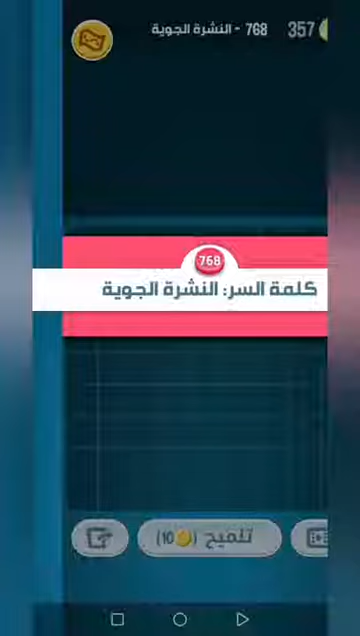 768 - النشرة الجوية
357
768
كلمة السر: النشرة الجوية
تلميح (10)